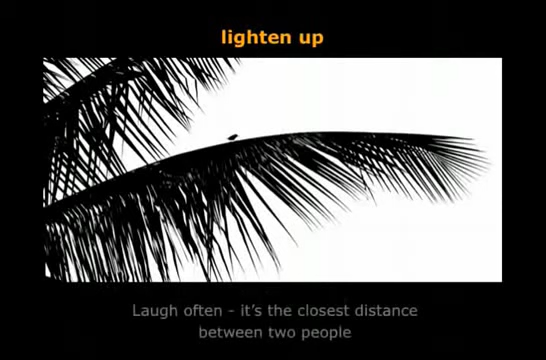 lighten up
Laugh often - it's the closest distance
between two people